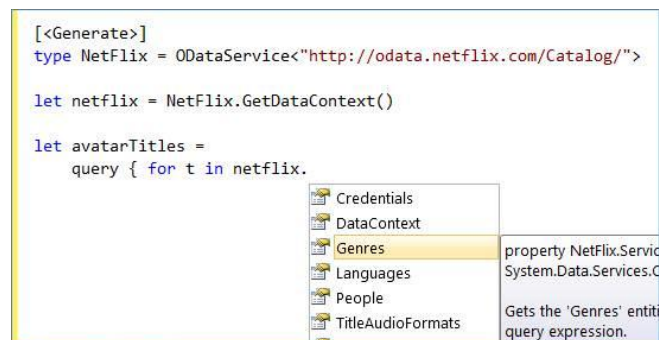 [<Generate>]
type NetFlix = ODataService<"http://odata.netflix.com/Catalog/">
let netflix = NetFlix.GetDataContext()
let avatarTitles =
query { for t in netflix.
Credentials
DataContext
Genres
Languages
People
TitleAudioFormats
property NetFlix.Servic
System.Data.Services.
Gets the 'Genres' entiti
query expression.